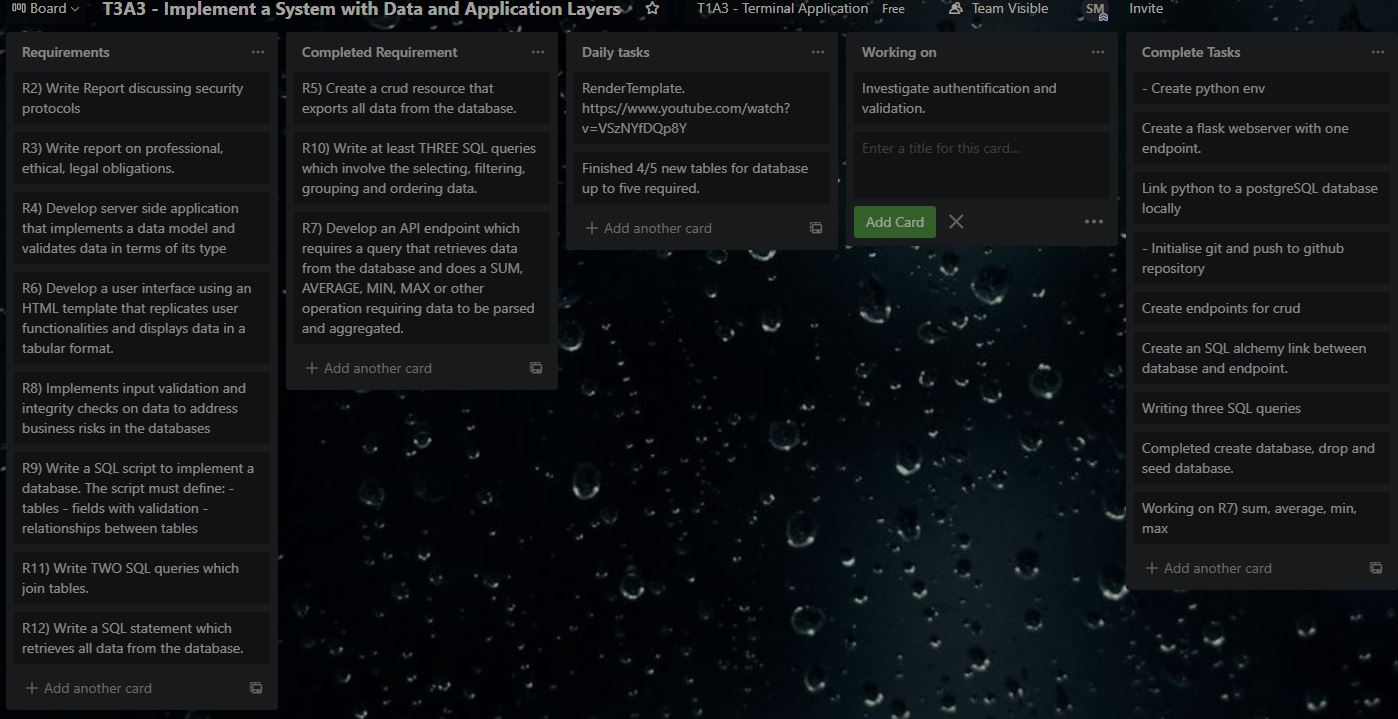 Board
T3A3 - Implement a System with Data and Application Layers
T1A3 - Terminal Application
Free
Team Visible
SM
Invite
Requirements
R2) Write Report discussing security
protocols
R3) Write report on professional,
ethical, legal obligations.
R4) Develop server side application
that implements a data model and
validates data in terms of its type
R6) Develop a user interface using an
HTML template that replicates user
functionalities and displays data in a
tabular format.
R8) Implements input validation and
integrity checks on data to address
business risks in the databases
R9) Write a SQL script to implement a
database. The script must define: -
tables - fields with validation -
relationships between tables
R11) Write TWO SQL queries which
join tables.
R12) Write a SQL statement which
retrieves all data from the database.
+ Add another card
Completed Requirement
R5) Create a crud resource that
exports all data from the database.
R10) Write at least THREE SQL queries
which involve the selecting, filtering,
grouping and ordering data.
R7) Develop an API endpoint which
requires a query that retrieves data
from the database and does a SUM,
AVERAGE, MIN, MAX or other
operation requiring data to be parsed
and aggregated.
+ Add another card
Daily tasks
RenderTemplate.
https://www.youtube.com/watch?
v=VSzNYfDQp8Y
Finished 4/5 new tables for database
up to five required.
+ Add another card
Working on
Investigate authentification and
validation.
Enter a title for this card...
Add Card
Complete Tasks
- Create python env
Create a flask webserver with one
endpoint.
Link python to a postgreSQL database
locally
- Initialise git and push to github
repository
Create endpoints for crud
Create an SQL alchemy link between
database and endpoint.
Writing three SQL queries
Completed create database, drop and
seed database.
Working on R7) sum, average, min,
max
+ Add another card